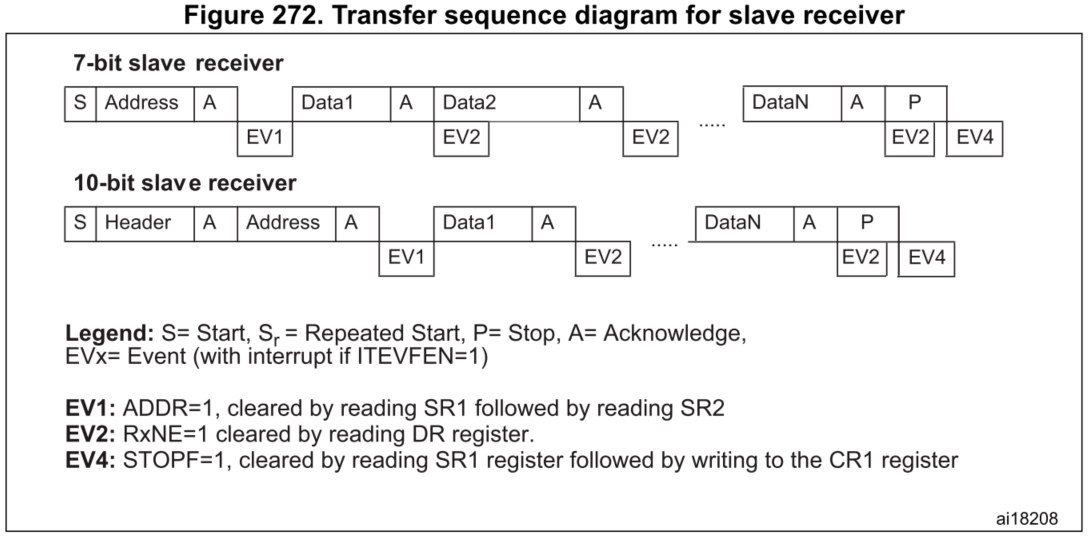 Figure 272. Transfer sequence diagram for slave receiver
7-bit slave receiver
S Address A Data1 A Data2 A ..... DataN A P
EV1 EV2 EV2 EV2 EV4
10-bit slave receiver
S Header A Address A Data1 A ..... DataN A P
EV1 EV2 EV2 EV4
Legend: S= Start, Sr = Repeated Start, P= Stop, A= Acknowledge,
EVx= Event (with interrupt if ITEVFEN=1)
EV1: ADDR=1, cleared by reading SR1 followed by reading SR2
EV2: RxNE=1 cleared by reading DR register.
EV4: STOPF=1, cleared by reading SR1 register followed by writing to the CR1 register
ai18208